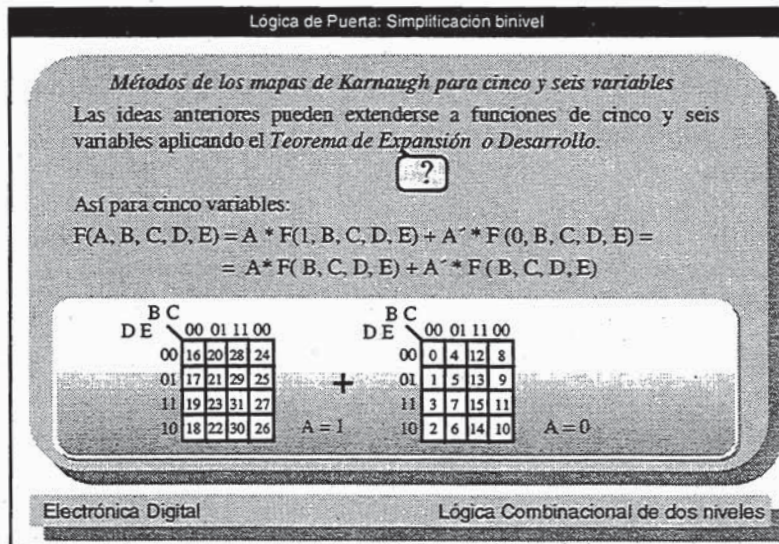 Lógica de Puerta: Simplificación binivel
Métodos de los mapas de Karnaugh para cinco y seis variables
Las ideas anteriores pueden extenderse a funciones de cinco y seis
variables aplicando el Teorema de Expansión o Desarrollo.
?
Así para cinco variables:
F(A, B, C, D, E) = A * F(1, B, C, D, E) + A´ * F (0, B, C, D, E) =
= A* F( B, C, D, E) + A´ * F ( B, C, D, E)
B C B C
D E 00 01 11 00 D E 00 01 11 00
00 16 20 28 24 00 0 4 12 8
01 17 21 29 25 + 01 1 5 13 9
11 19 23 31 27 11 3 7 15 11
10 18 22 30 26 A = 1 10 2 6 14 10 A = 0
Electrónica Digital Lógica Combinacional de dos niveles